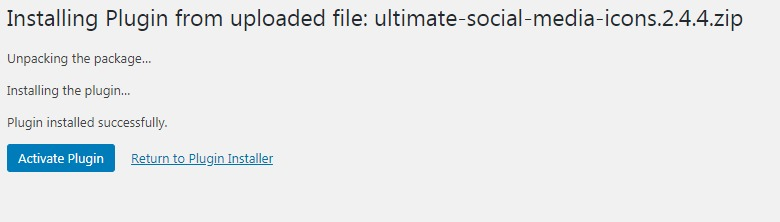 Installing Plugin from uploaded file: ultimate-social-media-icons.2.4.4.zip
Unpacking the package…
Installing the plugin…
Plugin installed successfully.
Activate Plugin Return to Plugin Installer